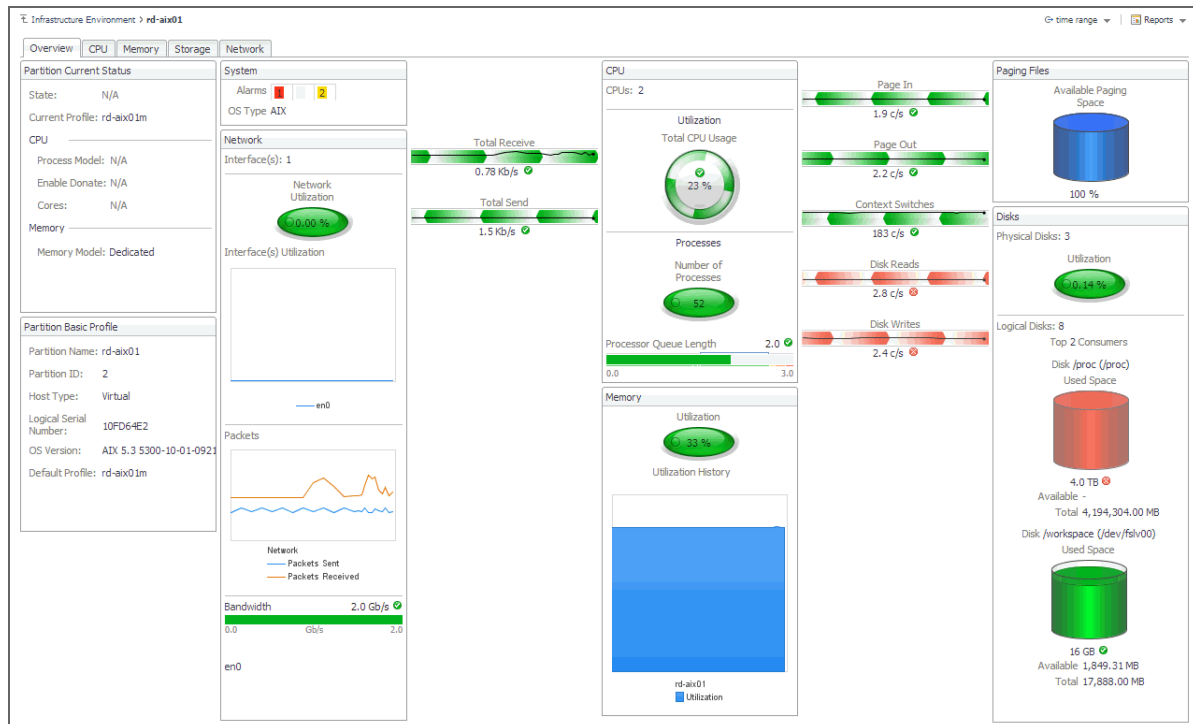 Infrastructure Environment > rd-aix01
time range
Reports
Overview
CPU
Memory
Storage
Network
Partition Current Status
State: N/A
Current Profile: rd-aix01m
CPU
Process Model: N/A
Enable Donate: N/A
Cores: N/A
Memory
Memory Model: Dedicated
Partition Basic Profile
Partition Name: rd-aix01
Partition ID: 2
Host Type: Virtual
Logical Serial
Number: 10FD64E2
OS Version: AIX 5.3 5300-10-01-0921
Default Profile: rd-aix01m
System
Alarms 1 2
OS Type AIX
Network
Interface(s): 1
Network
Utilization
0.00 %
Interface(s) Utilization
en0
Packets
Network
Packets Sent
Packets Received
Bandwidth 2.0 Gb/s
0.0 Gb/s 2.0
en0
Total Receive
0.78 Kb/s
Total Send
1.5 Kb/s
CPU
CPUs: 2
Utilization
Total CPU Usage
23 %
Processes
Number of
Processes
52
Processor Queue Length 2.0
0.0 3.0
Memory
Utilization
33 %
Utilization History
rd-aix01
Utilization
Page In
1.9 c/s
Page Out
2.2 c/s
Context Switches
183 c/s
Disk Reads
2.8 c/s
Disk Writes
2.4 c/s
Paging Files
Available Paging
Space
100 %
Disks
Physical Disks: 3
Utilization
0.14 %
Logical Disks: 8
Top 2 Consumers
Disk /proc (/proc)
Used Space
4.0 TB
Available -
Total 4,194,304.00 MB
Disk /workspace (/dev/fslv00)
Used Space
16 GB
Available 1,849.31 MB
Total 17,888.00 MB